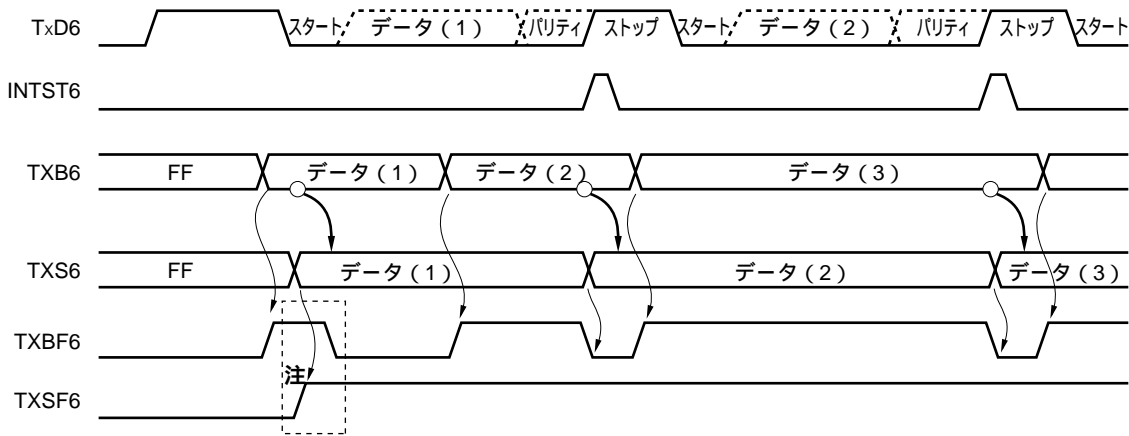 TxD6 スタート データ（1） パリティ ストップ スタート データ（2） パリティ ストップ スタート
INTST6
TXB6 FF データ（1） データ（2） データ（3）
TXS6 FF データ（1） データ（2） データ（3）
TXBF6
注
TXSF6